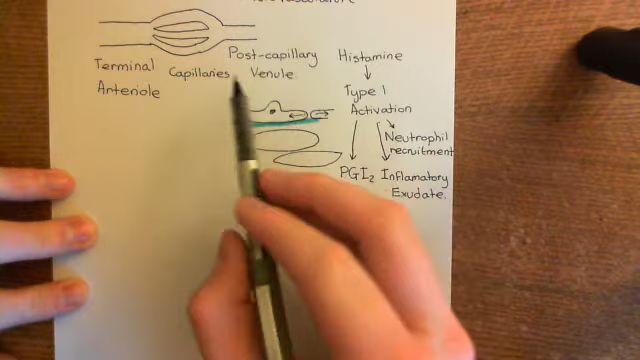 Terminal
Arteriole
Capillaries
Post-capillary
Venule
Histamine
Type 1
Activation
Neutrophil
recruitment
PGI2
Inflamatory
Exudate.